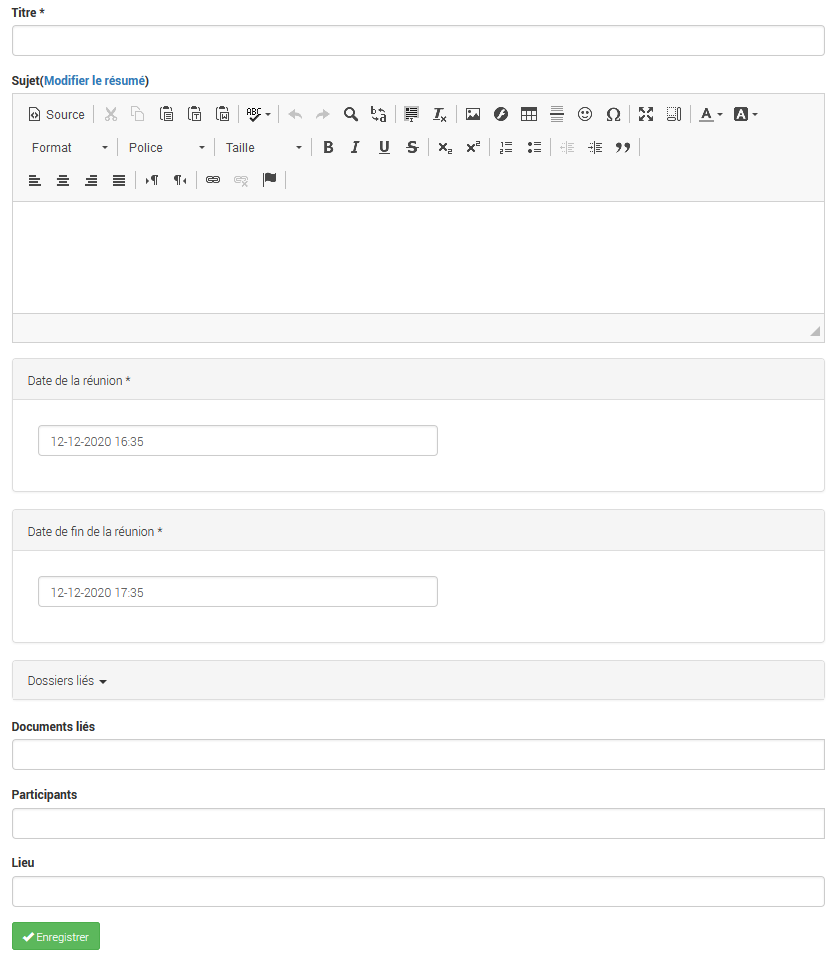 Titre *
Sujet(Modifier le résumé)
Source
Format Police Taille
Date de la réunion *
12-12-2020 16:35
Date de fin de la réunion *
12-12-2020 17:35
Dossiers liés
Documents liés
Participants
Lieu
Enregistrer